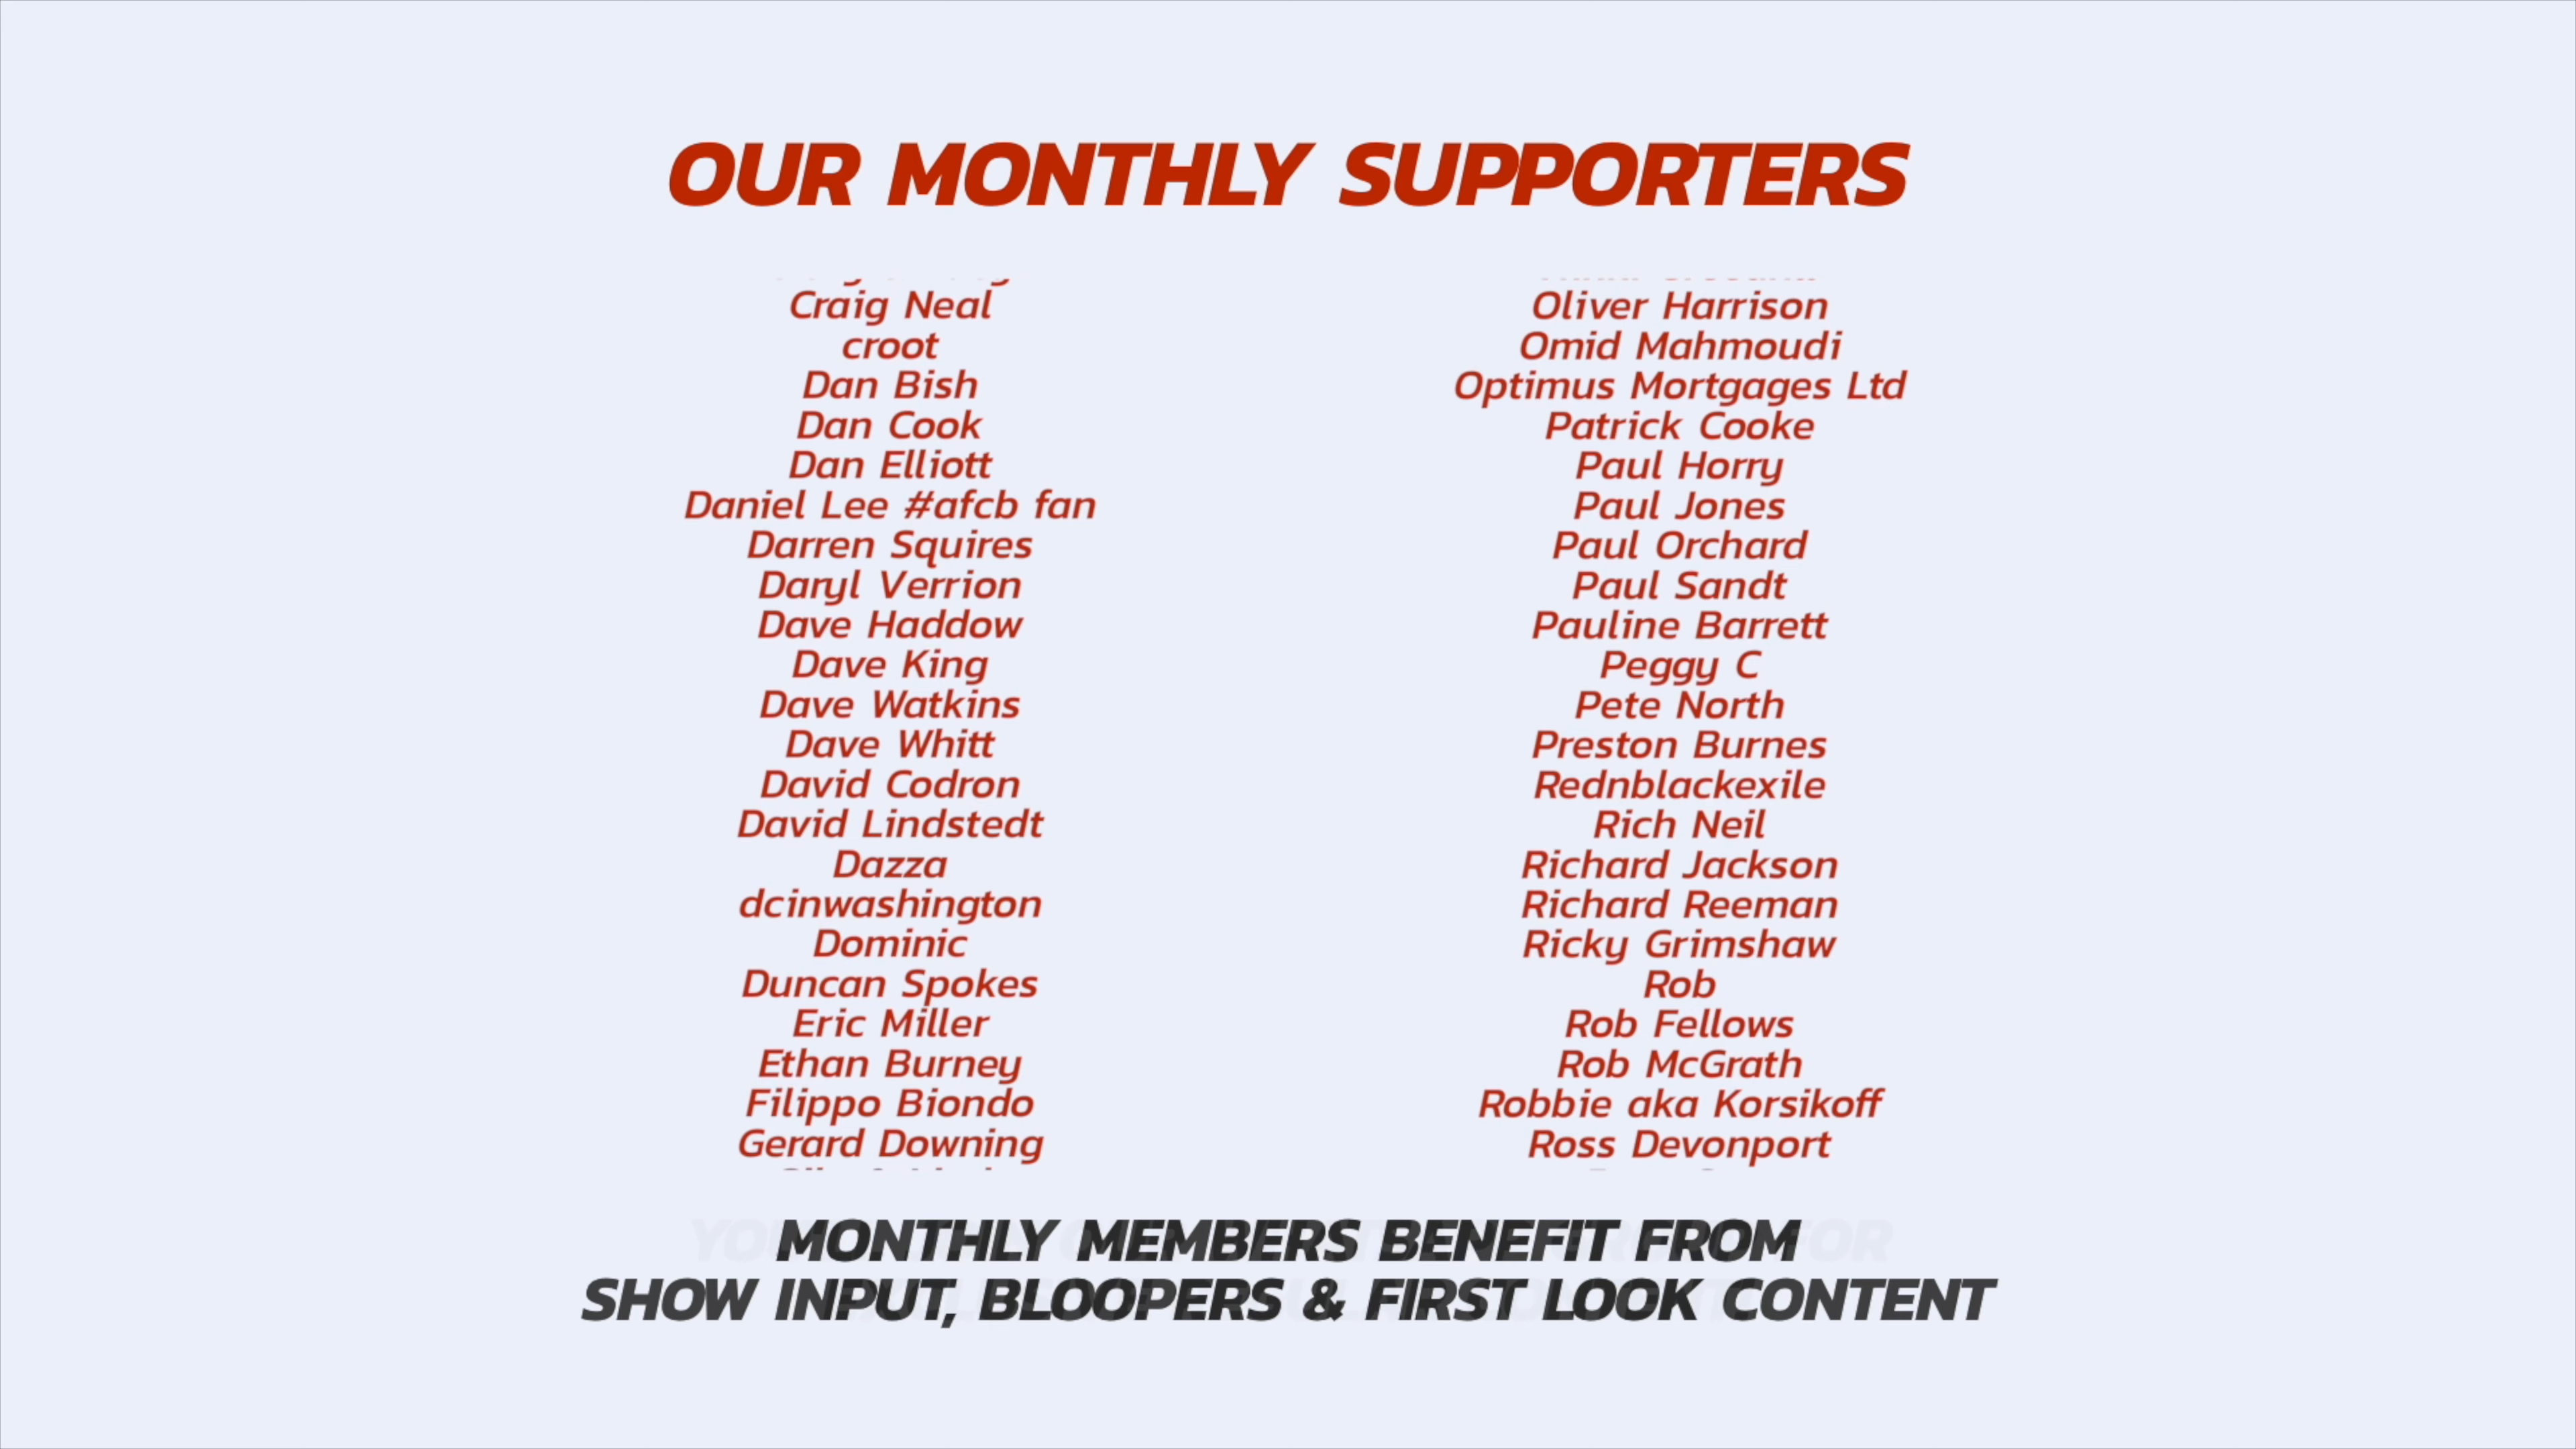 OUR MONTHLY SUPPORTERS
Craig Neal
croot
Dan Bish
Dan Cook
Dan Elliott
Daniel Lee #afcb fan
Darren Squires
Daryl Verrion
Dave Haddow
Dave King
Dave Watkins
Dave Whitt
David Codron
David Lindstedt
Dazza
dcinwashington
Dominic
Duncan Spokes
Eric Miller
Ethan Burney
Filippo Biondo
Gerard Downing
Oliver Harrison
Omid Mahmoudi
Optimus Mortgages Ltd
Patrick Cooke
Paul Horry
Paul Jones
Paul Orchard
Paul Sandt
Pauline Barrett
Peggy C
Pete North
Preston Burnes
Rednblackexile
Rich Neil
Richard Jackson
Richard Reeman
Ricky Grimshaw
Rob
Rob Fellows
Rob McGrath
Robbie aka Korsikoff
Ross Devonport
MONTHLY MEMBERS BENEFIT FROM
SHOW INPUT, BLOOPERS & FIRST LOOK CONTENT